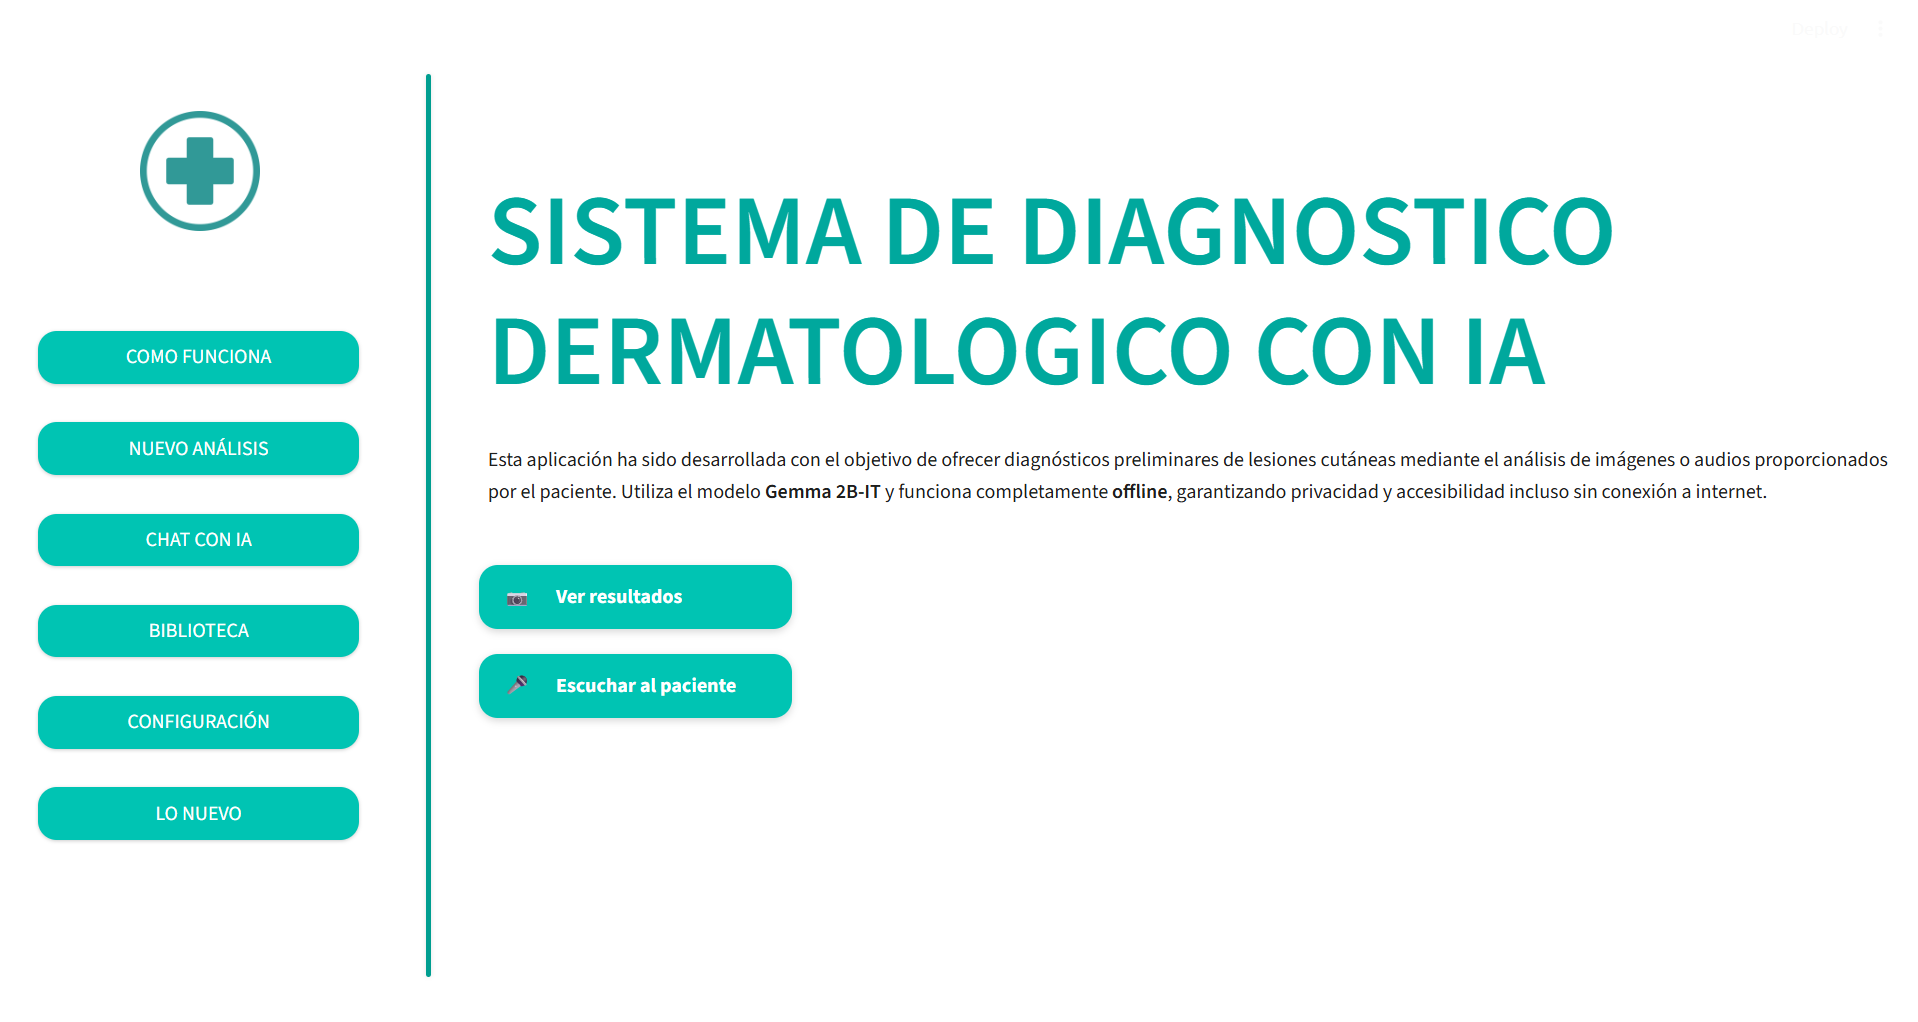 Deploy
COMO FUNCIONA
NUEVO ANÁLISIS
CHAT CON IA
BIBLIOTECA
CONFIGURACIÓN
LO NUEVO
SISTEMA DE DIAGNOSTICO
DERMATOLOGICO CON IA
Esta aplicación ha sido desarrollada con el objetivo de ofrecer diagnósticos preliminares de lesiones cutáneas mediante el análisis de imágenes o audios proporcionados
por el paciente. Utiliza el modelo Gemma 2B-IT y funciona completamente offline, garantizando privacidad y accesibilidad incluso sin conexión a internet.
Ver resultados
Escuchar al paciente